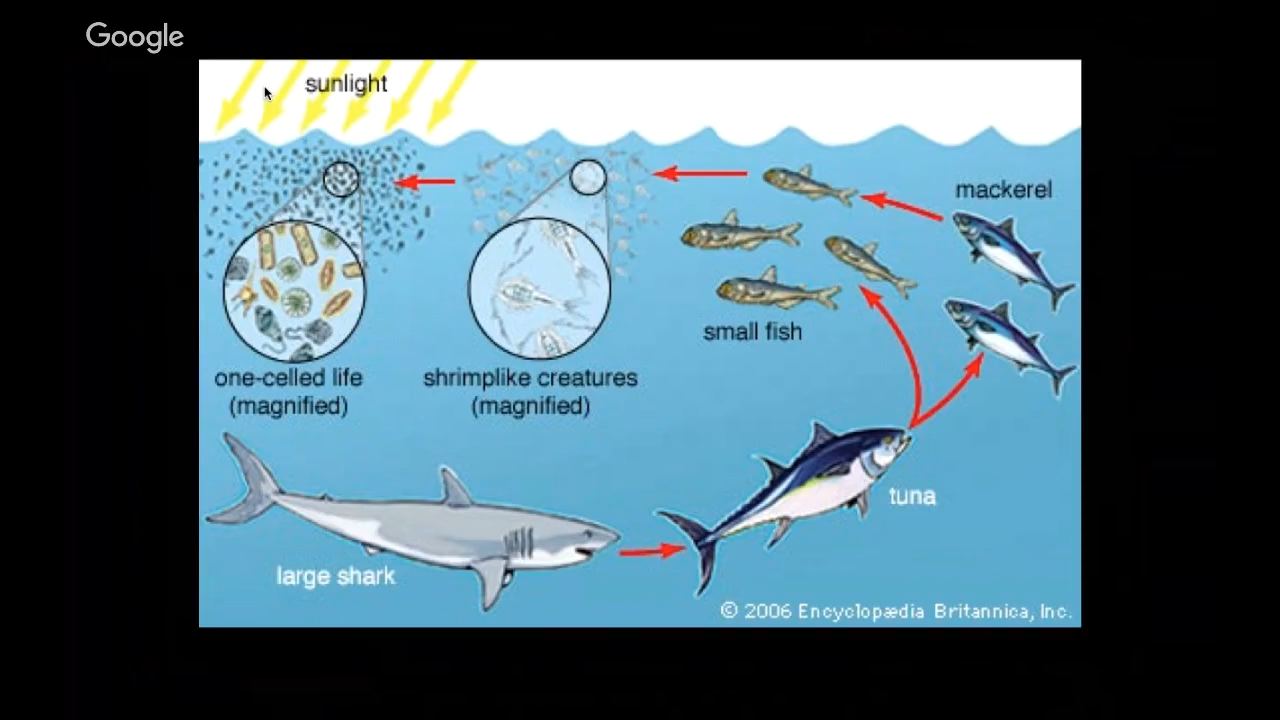 Google
sunlight
mackerel
small fish
one-celled life
(magnified)
shrimplike creatures
(magnified)
tuna
large shark
© 2006 Encyclopædia Britannica, Inc.